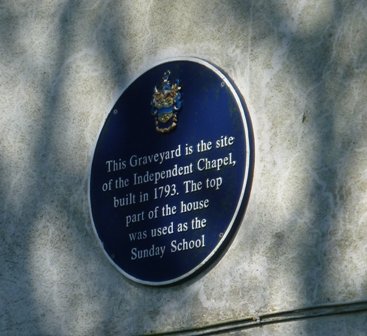 This Graveyard is the site
of the Independent Chapel,
built in 1793. The top
part of the house
was used as the
Sunday School